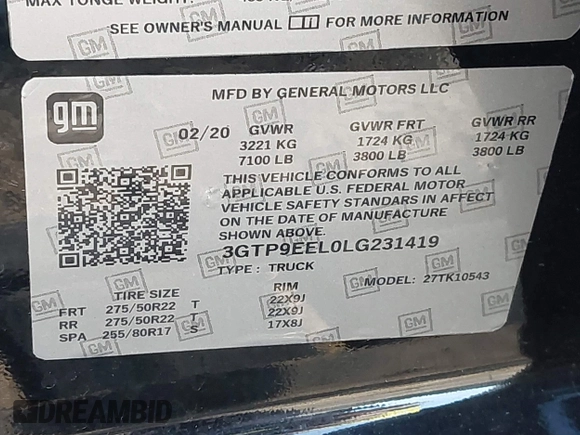 MAX TONGUE WEIGHT:
SEE OWNER'S MANUAL FOR MORE INFORMATION
gm
MFD BY GENERAL MOTORS LLC
02/20 GVWR GVWR FRT GVWR RR
3221 KG 1724 KG 1724 KG
7100 LB 3800 LB 3800 LB
THIS VEHICLE CONFORMS TO ALL
APPLICABLE U.S. FEDERAL MOTOR
VEHICLE SAFETY STANDARDS IN AFFECT
ON THE DATE OF MANUFACTURE
SHOWN ABOVE.
3GTP9EEL0LG231419
TYPE: TRUCK MODEL: 27TK10543
TIRE SIZE RIM
FRT 275/50R22 T 22X9J
RR 275/50R22 T 22X9J
SPA 255/80R17 S 17X8J
DREAMBID